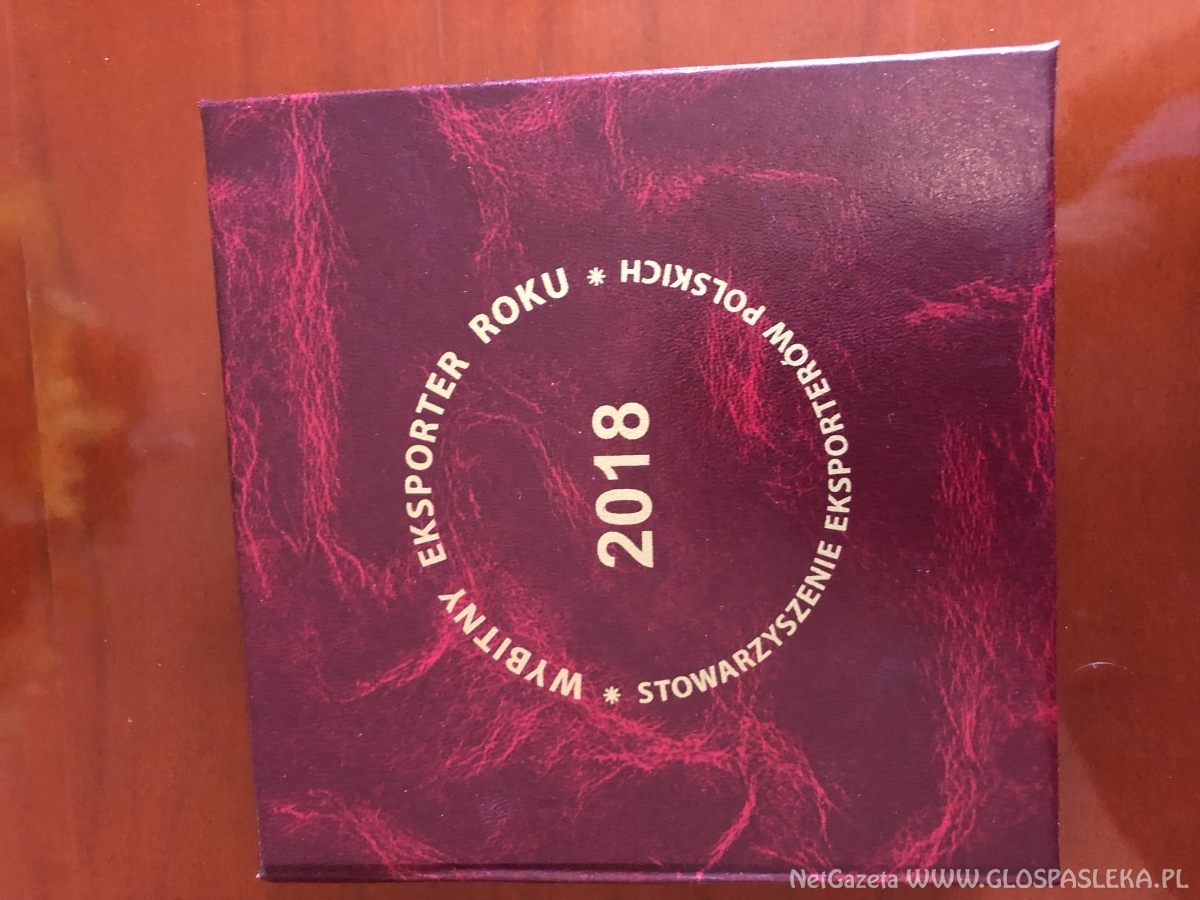 WYBITNY EKSPORTER ROKU
2018
* STOWARZYSZENIE EKSPORTERÓW POLSKICH *
NetGazeta WWW.GLOSPASLEKA.PL